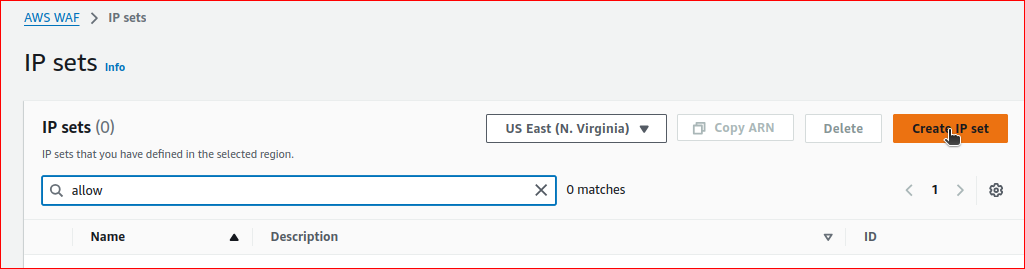 AWS WAF > IP sets
IP sets Info
IP sets (0) US East (N. Virginia) Copy ARN Delete Create IP set
IP sets that you have defined in the selected region.
allow 0 matches 1
Name Description ID